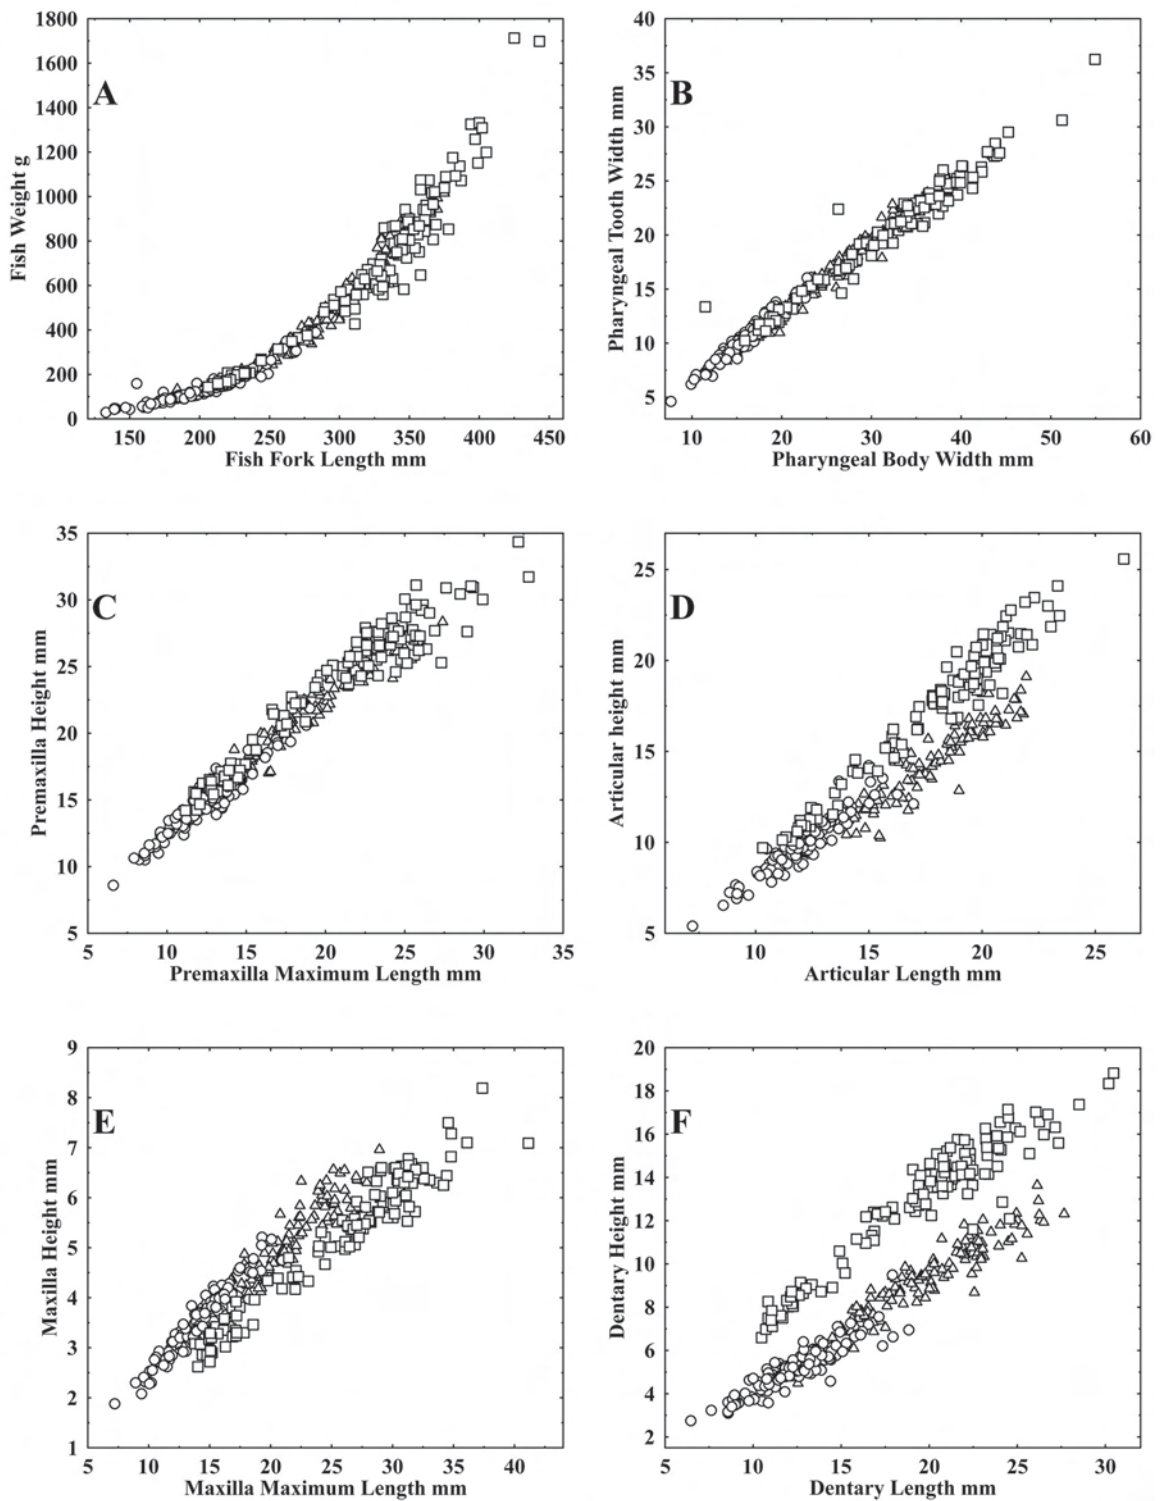 A
Fish Weight g
1800
1600
1400
1200
1000
800
600
400
200
0
150 200 250 300 350 400 450
Fish Fork Length mm
B
Pharyngeal Tooth Width mm
40
35
30
25
20
15
10
5
10 20 30 40 50 60
Pharyngeal Body Width mm
C
Premaxilla Height mm
35
30
25
20
15
10
5
5 10 15 20 25 30 35
Premaxilla Maximum Length mm
D
Articular height mm
25
20
15
10
5
10 15 20 25
Articular Length mm
E
Maxilla Height mm
9
8
7
6
5
4
3
2
1
5 10 15 20 25 30 35 40
Maxilla Maximum Length mm
F
Dentary Height mm
20
18
16
14
12
10
8
6
4
2
5 10 15 20 25 30
Dentary Length mm